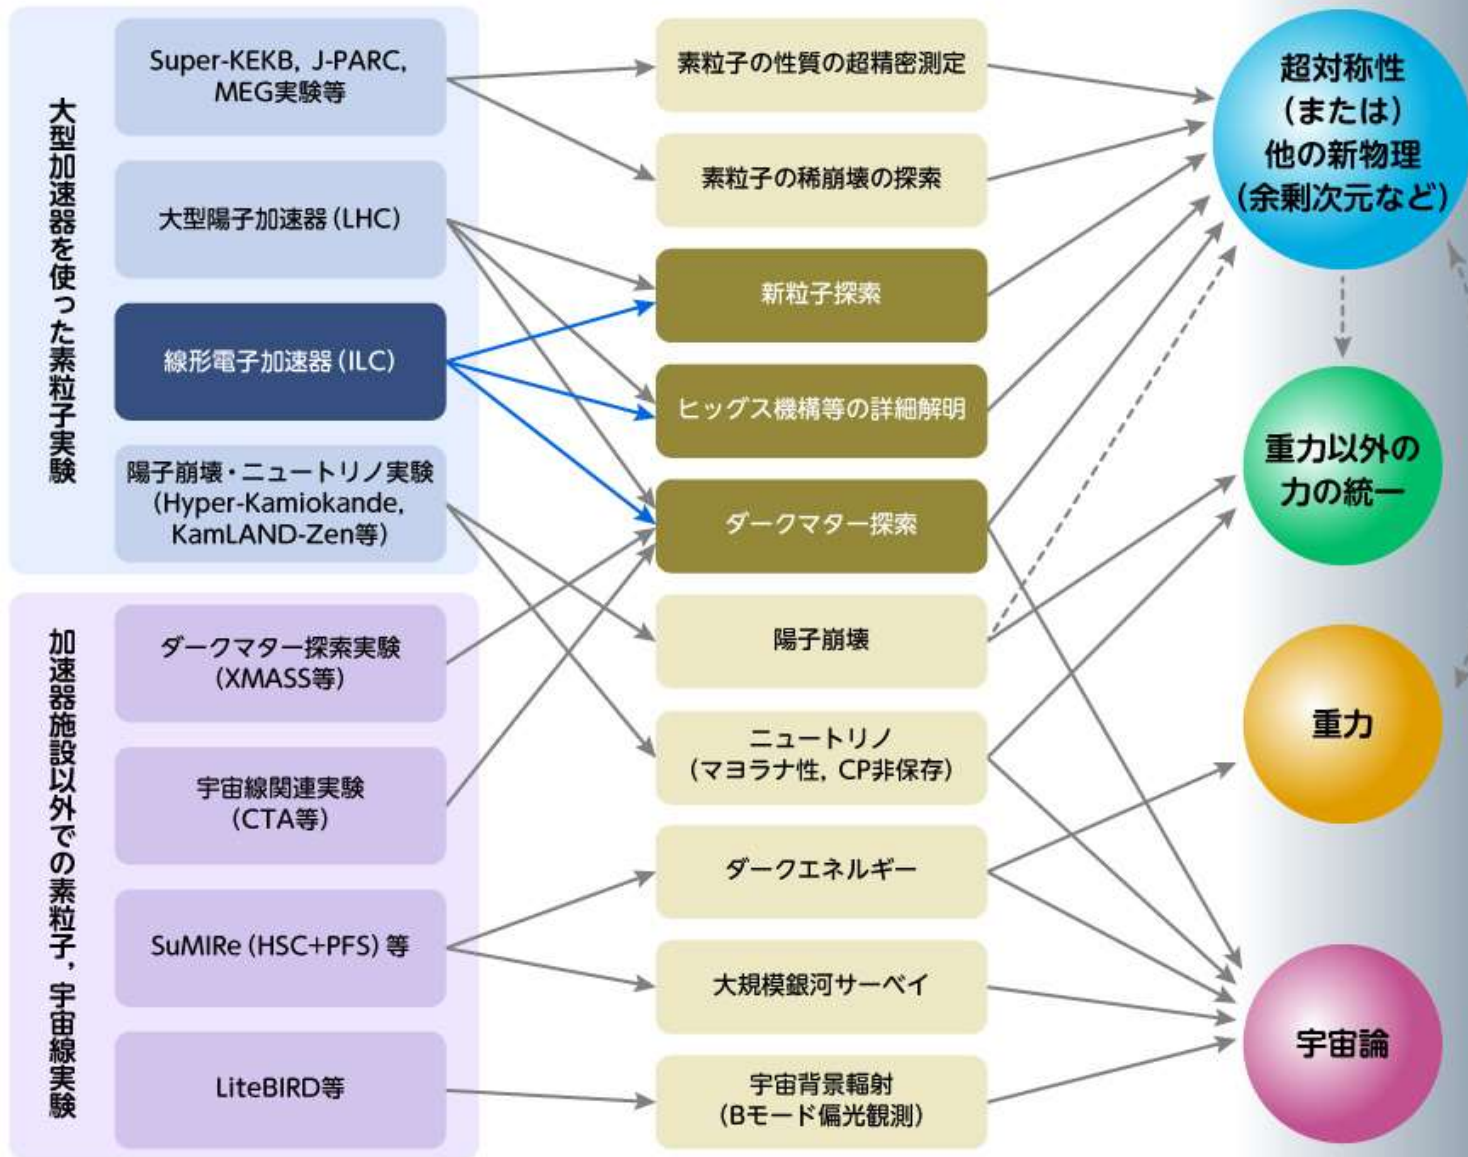 大型加速器を使った素粒子実験
Super-KEKB, J-PARC,
MEG実験等
大型陽子加速器(LHC)
線形電子加速器(ILC)
陽子崩壊・ニュートリノ実験
(Hyper-Kamiokande,
KamLAND-Zen等)
加速器施設以外での素粒子,宇宙線実験
ダークマター探索実験
(XMASS等)
宇宙線関連実験
(CTA等)
SuMIRe (HSC+PFS) 等
LiteBIRD等
素粒子の性質の超精密測定
素粒子の稀崩壊の探索
新粒子探索
ヒッグス機構等の詳細解明
ダークマター探索
陽子崩壊
ニュートリノ
(マヨラナ性, CP非保存)
ダークエネルギー
大規模銀河サーベイ
宇宙背景輻射
(Bモード偏光観測)
超対称性
(または)
他の新物理
(余剰次元など)
重力以外の
力の統一
重力
宇宙論